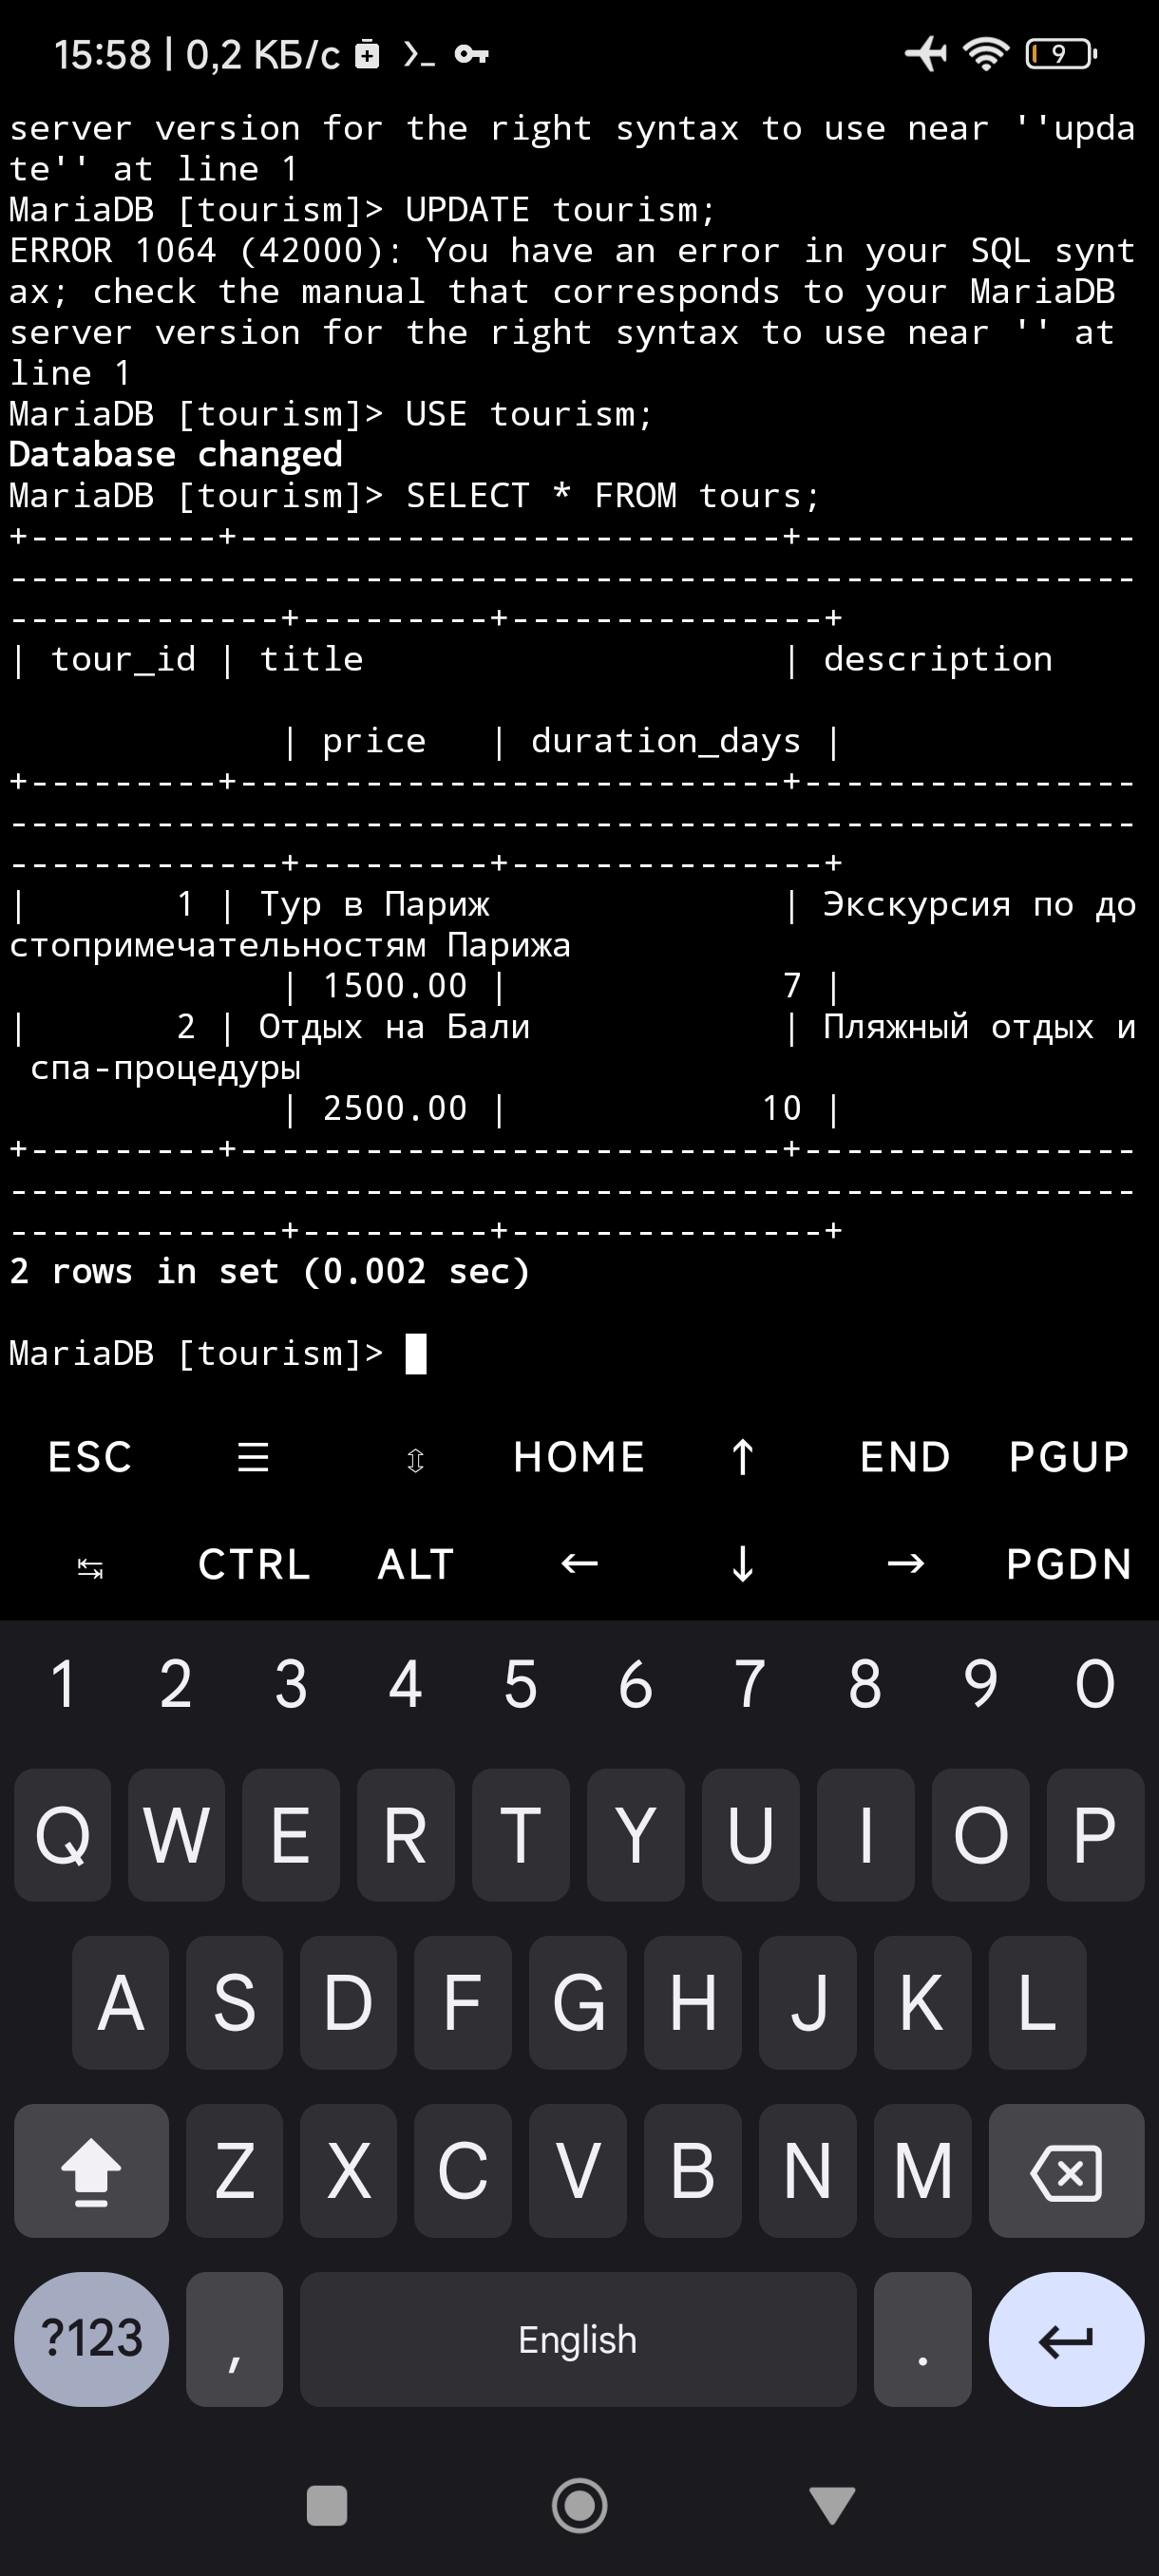 15:58 | 0,2 КБ/с 9
server version for the right syntax to use near ''upda
te'' at line 1
MariaDB [tourism]> UPDATE tourism;
ERROR 1064 (42000): You have an error in your SQL synt
ax; check the manual that corresponds to your MariaDB
server version for the right syntax to use near '' at
line 1
MariaDB [tourism]> USE tourism;
Database changed
MariaDB [tourism]> SELECT * FROM tours;
+---------+--------------------------+----------------
------------------------------------------------------
-------------+---------+---------------+
| tour_id | title                    | description
             | price   | duration_days |
+---------+--------------------------+----------------
------------------------------------------------------
-------------+---------+---------------+
|       1 | Тур в Париж              | Экскурсия по до
стопримечательностям Парижа
             | 1500.00 |             7 |
|       2 | Отдых на Бали            | Пляжный отдых и
 спа-процедуры
             | 2500.00 |            10 |
+---------+--------------------------+----------------
------------------------------------------------------
-------------+---------+---------------+
2 rows in set (0.002 sec)
MariaDB [tourism]>
ESC ☰ ⇳ HOME ↑ END PGUP
↹ CTRL ALT ← ↓ → PGDN
1 2 3 4 5 6 7 8 9 0
Q W E R T Y U I O P
A S D F G H J K L
Z X C V B N M
?123 , English .